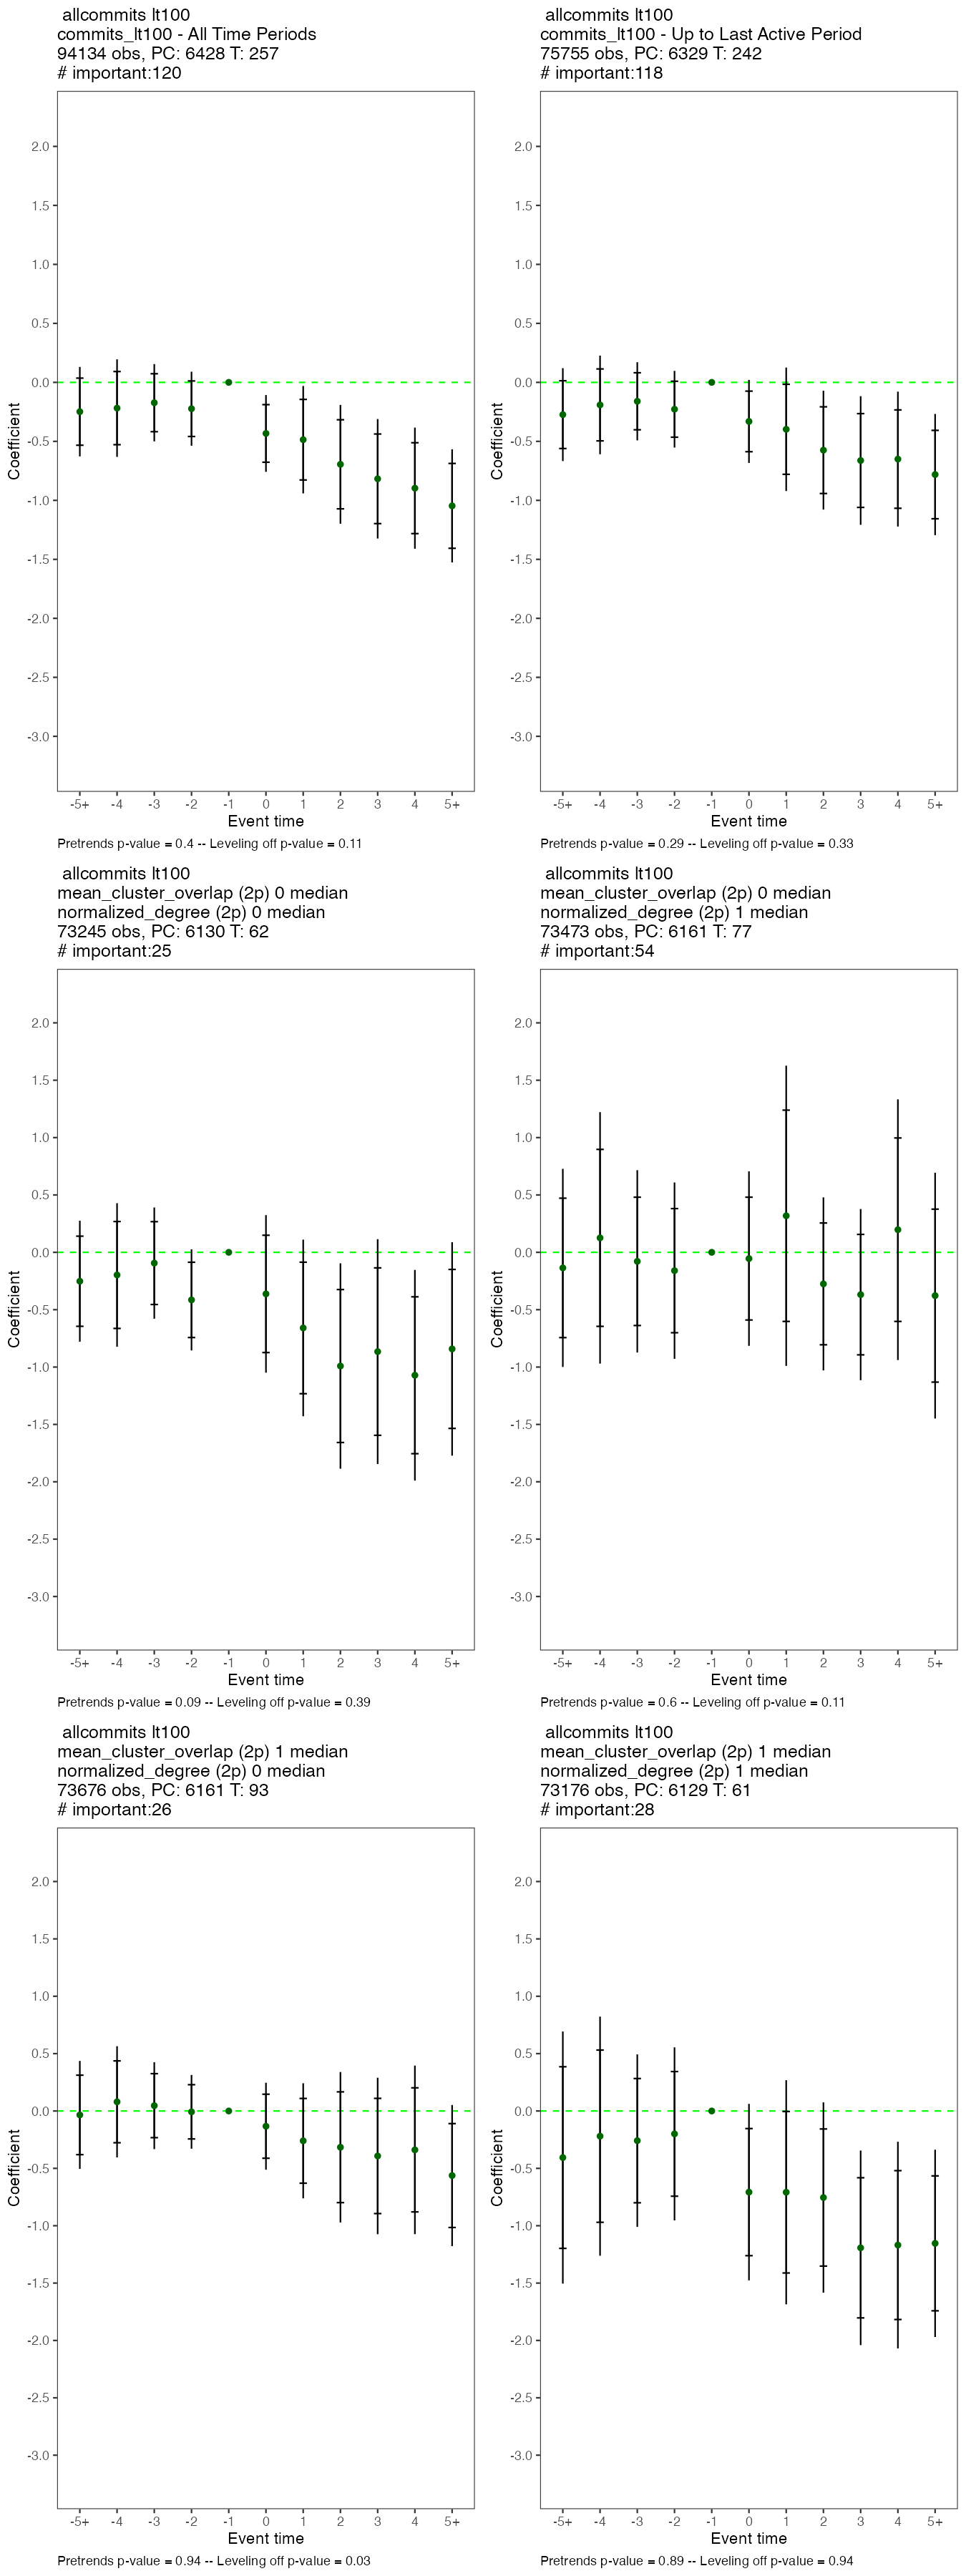 allcommits lt100
commits_lt100 - All Time Periods
94134 obs, PC: 6428 T: 257
# important:120
2.0
1.5
1.0
0.5
0.0
-0.5
-1.0
-1.5
-2.0
-2.5
-3.0
Coefficient
-5+ -4 -3 -2 -1 0 1 2 3 4 5+
Event time
Pretrends p-value = 0.4 -- Leveling off p-value = 0.11
allcommits lt100
commits_lt100 - Up to Last Active Period
75755 obs, PC: 6329 T: 242
# important:118
2.0
1.5
1.0
0.5
0.0
-0.5
-1.0
-1.5
-2.0
-2.5
-3.0
Coefficient
-5+ -4 -3 -2 -1 0 1 2 3 4 5+
Event time
Pretrends p-value = 0.29 -- Leveling off p-value = 0.33
allcommits lt100
mean_cluster_overlap (2p) 0 median
normalized_degree (2p) 0 median
73245 obs, PC: 6130 T: 62
# important:25
2.0
1.5
1.0
0.5
0.0
-0.5
-1.0
-1.5
-2.0
-2.5
-3.0
Coefficient
-5+ -4 -3 -2 -1 0 1 2 3 4 5+
Event time
Pretrends p-value = 0.09 -- Leveling off p-value = 0.39
allcommits lt100
mean_cluster_overlap (2p) 0 median
normalized_degree (2p) 1 median
73473 obs, PC: 6161 T: 77
# important:54
2.0
1.5
1.0
0.5
0.0
-0.5
-1.0
-1.5
-2.0
-2.5
-3.0
Coefficient
-5+ -4 -3 -2 -1 0 1 2 3 4 5+
Event time
Pretrends p-value = 0.6 -- Leveling off p-value = 0.11
allcommits lt100
mean_cluster_overlap (2p) 1 median
normalized_degree (2p) 0 median
73676 obs, PC: 6161 T: 93
# important:26
2.0
1.5
1.0
0.5
0.0
-0.5
-1.0
-1.5
-2.0
-2.5
-3.0
Coefficient
-5+ -4 -3 -2 -1 0 1 2 3 4 5+
Event time
Pretrends p-value = 0.94 -- Leveling off p-value = 0.03
allcommits lt100
mean_cluster_overlap (2p) 1 median
normalized_degree (2p) 1 median
73176 obs, PC: 6129 T: 61
# important:28
2.0
1.5
1.0
0.5
0.0
-0.5
-1.0
-1.5
-2.0
-2.5
-3.0
Coefficient
-5+ -4 -3 -2 -1 0 1 2 3 4 5+
Event time
Pretrends p-value = 0.89 -- Leveling off p-value = 0.94